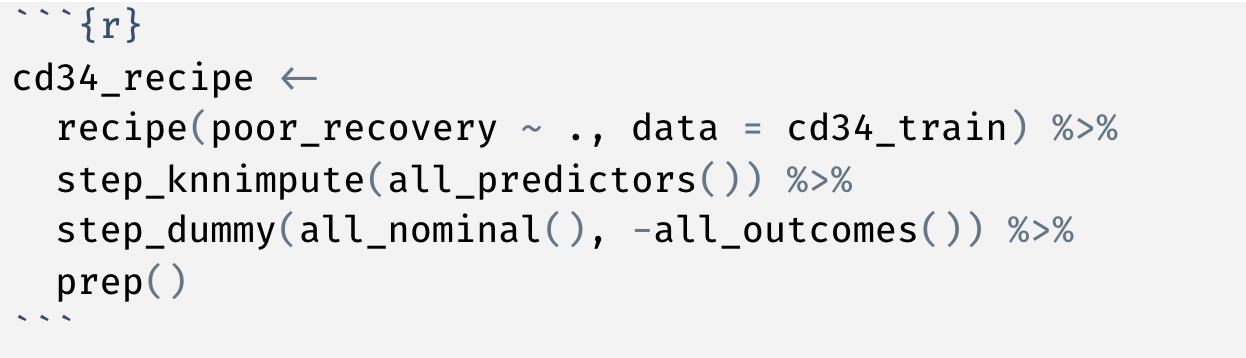 ```{r}
cd34_recipe <-
  recipe(poor_recovery ~ ., data = cd34_train) %>%
  step_knnimpute(all_predictors()) %>%
  step_dummy(all_nominal(), -all_outcomes()) %>%
  prep()
```